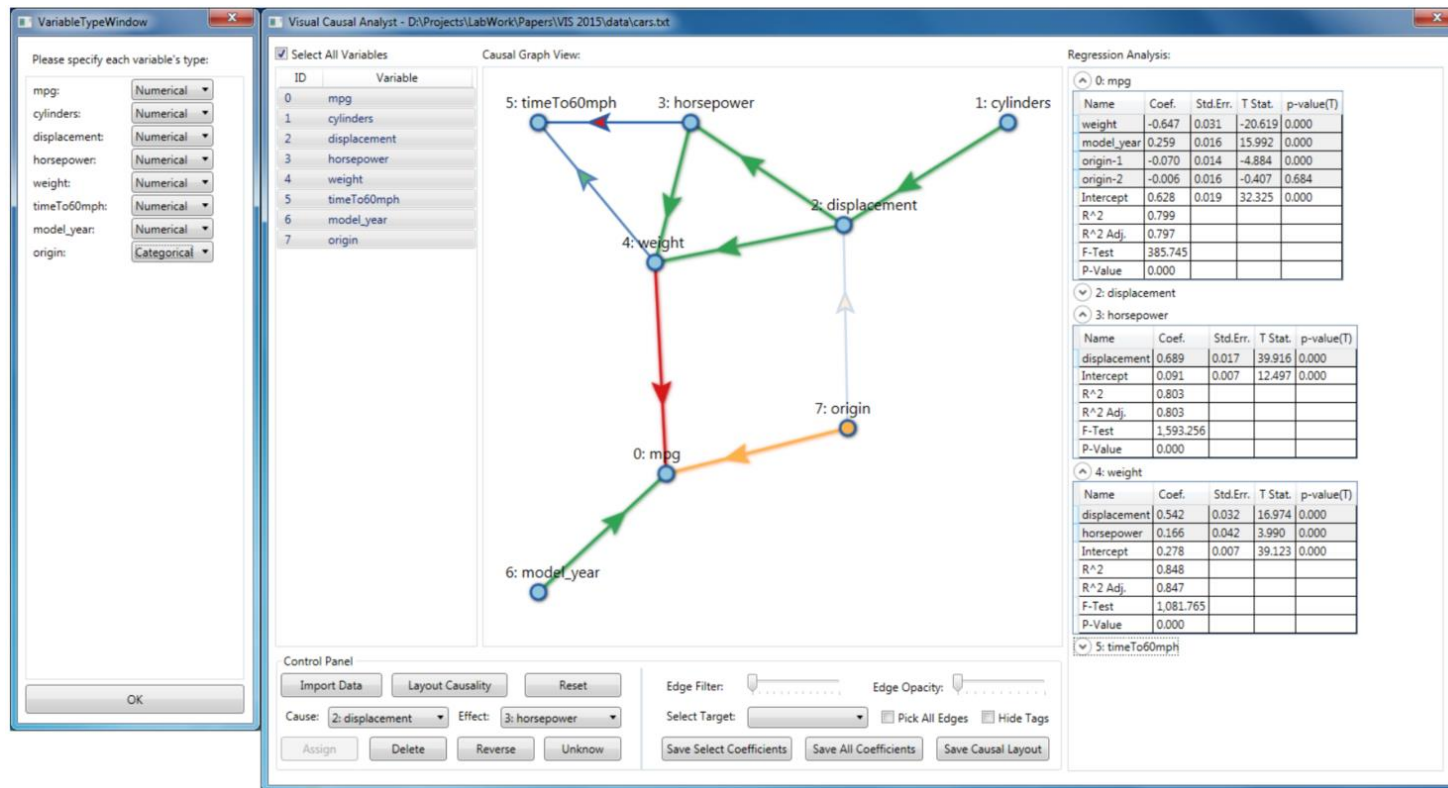 VariableTypeWindow
Please specify each variable's type:
mpg: Numerical
cylinders: Numerical
displacement: Numerical
horsepower: Numerical
weight: Numerical
timeTo60mph: Numerical
model_year: Numerical
origin: Categorical
OK
Visual Causal Analyst - D:\Projects\LabWork\Papers\VIS 2015\data\cars.txt
Select All Variables
ID Variable
0 mpg
1 cylinders
2 displacement
3 horsepower
4 weight
5 timeTo60mph
6 model_year
7 origin
Causal Graph View:
5: timeTo60mph 3: horsepower 1: cylinders
2: displacement
4: weight
7: origin
0: mpg
6: model_year
Regression Analysis:
0: mpg
Name Coef. Std.Err. T Stat. p-value(T)
weight -0.647 0.031 -20.619 0.000
model_year 0.259 0.016 15.992 0.000
origin-1 -0.070 0.014 -4.884 0.000
origin-2 -0.006 0.016 -0.407 0.684
Intercept 0.628 0.019 32.325 0.000
R^2 0.799
R^2 Adj. 0.797
F-Test 385.745
P-Value 0.000
2: displacement
3: horsepower
Name Coef. Std.Err. T Stat. p-value(T)
displacement 0.689 0.017 39.916 0.000
Intercept 0.091 0.007 12.497 0.000
R^2 0.803
R^2 Adj. 0.803
F-Test 1,593.256
P-Value 0.000
4: weight
Name Coef. Std.Err. T Stat. p-value(T)
displacement 0.542 0.032 16.974 0.000
horsepower 0.166 0.042 3.990 0.000
Intercept 0.278 0.007 39.123 0.000
R^2 0.848
R^2 Adj. 0.847
F-Test 1,081.765
P-Value 0.000
5: timeTo60mph
Control Panel
Import Data Layout Causality Reset
Cause: 2: displacement Effect: 3: horsepower
Assign Delete Reverse Unknow
Edge Filter: Edge Opacity:
Select Target: Pick All Edges Hide Tags
Save Select Coefficients Save All Coefficients Save Causal Layout